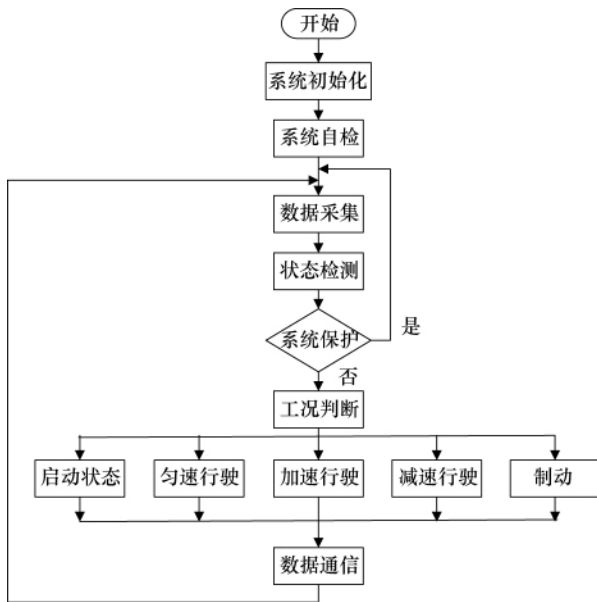 开始
系统初始化
系统自检
数据采集
状态检测
系统保护
是
否
工况判断
启动状态
匀速行驶
加速行驶
减速行驶
制动
数据通信